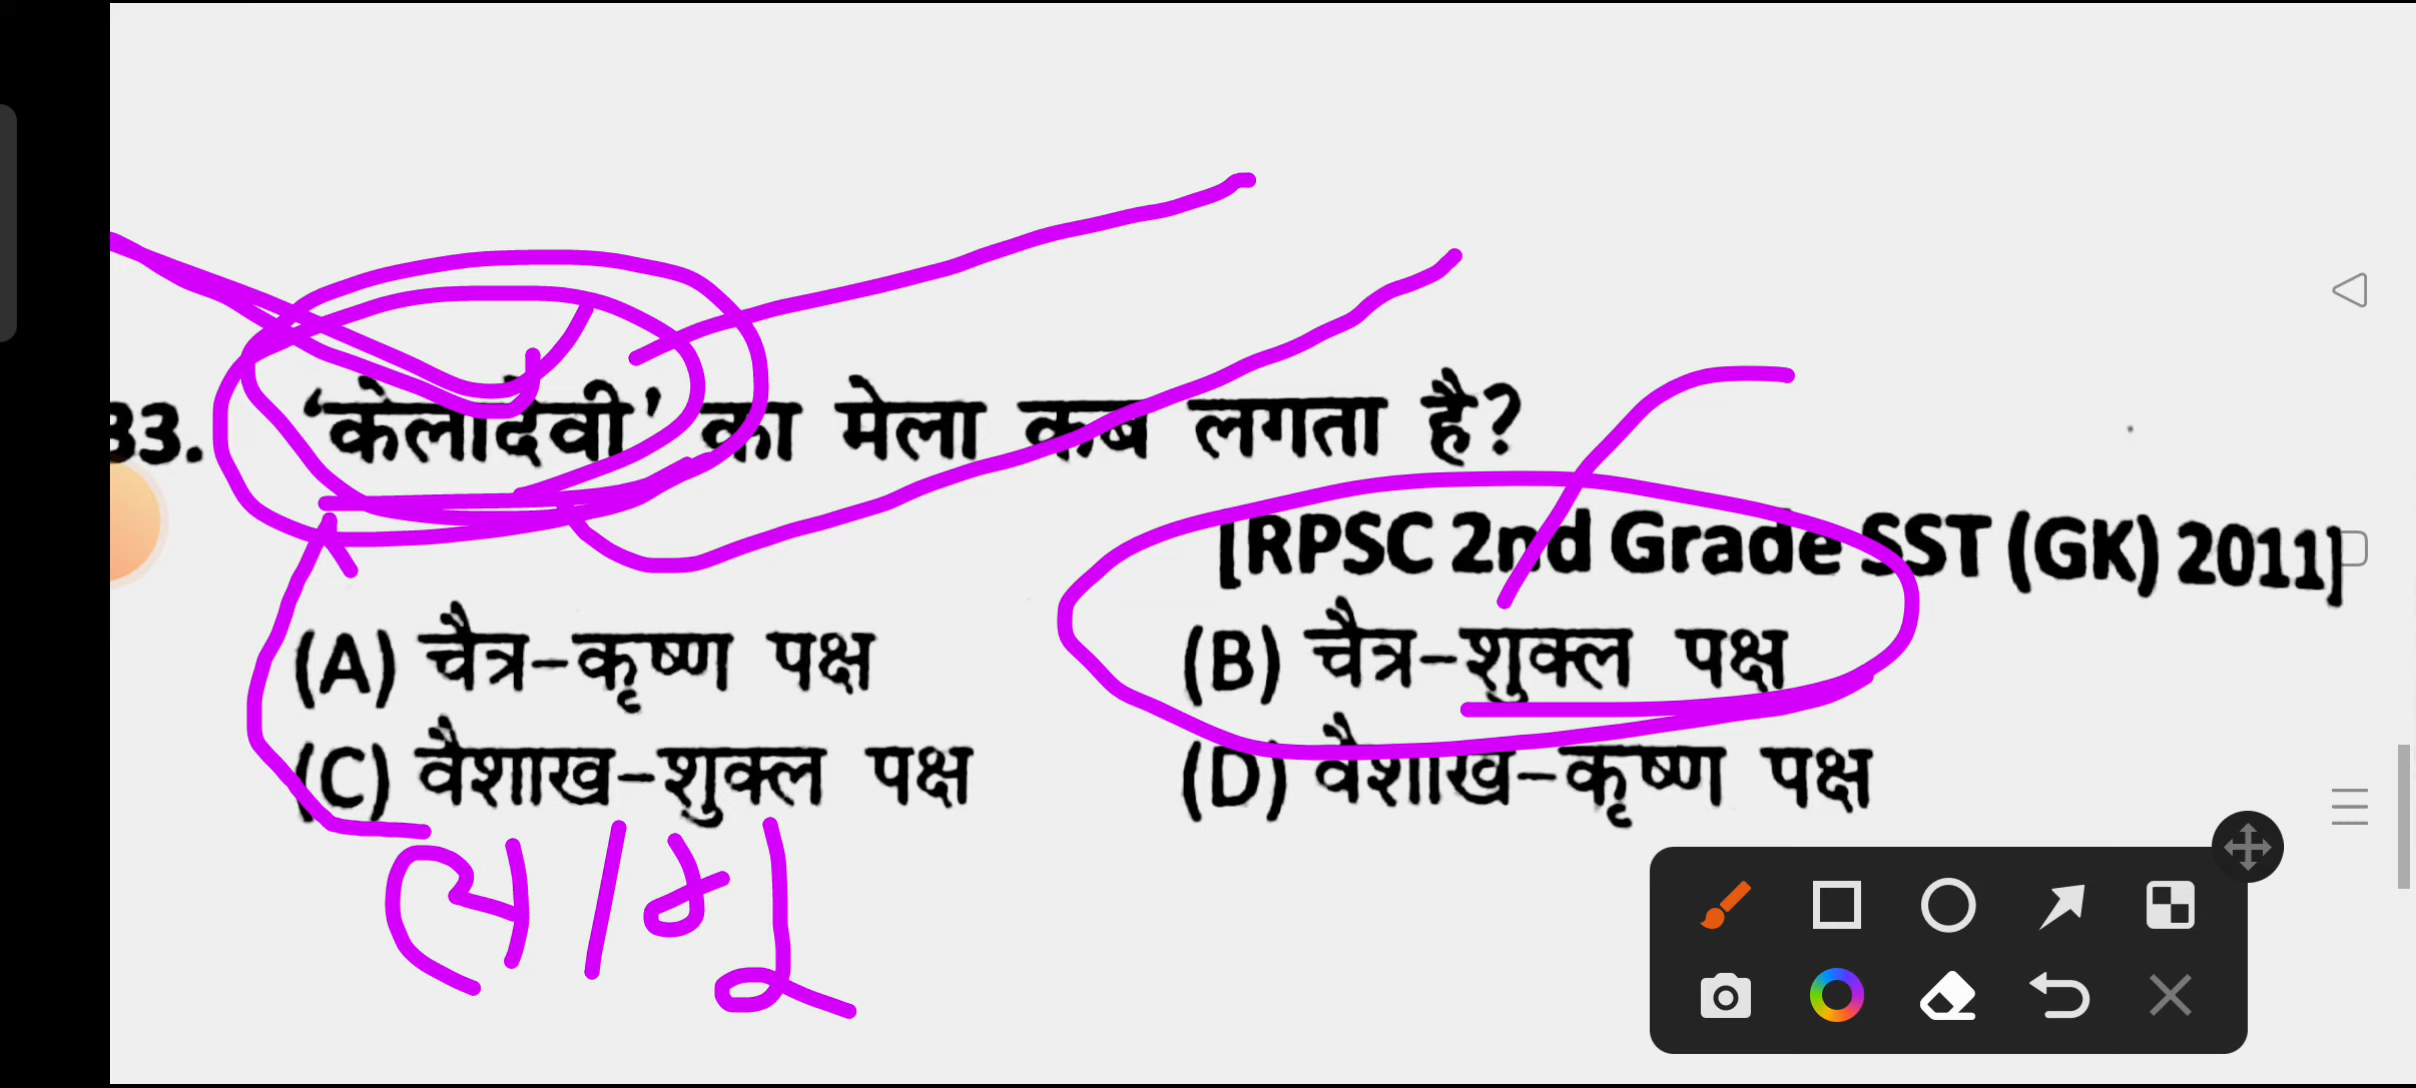 33. ‘केलादेवी’ का मेला कब लगता है?
[RPSC 2nd Grade SST (GK) 2011]
(A) चैत्र–कृष्ण पक्ष (B) चैत्र–शुक्ल पक्ष
(C) वैशाख–शुक्ल पक्ष (D) वैशाख–कृष्ण पक्ष